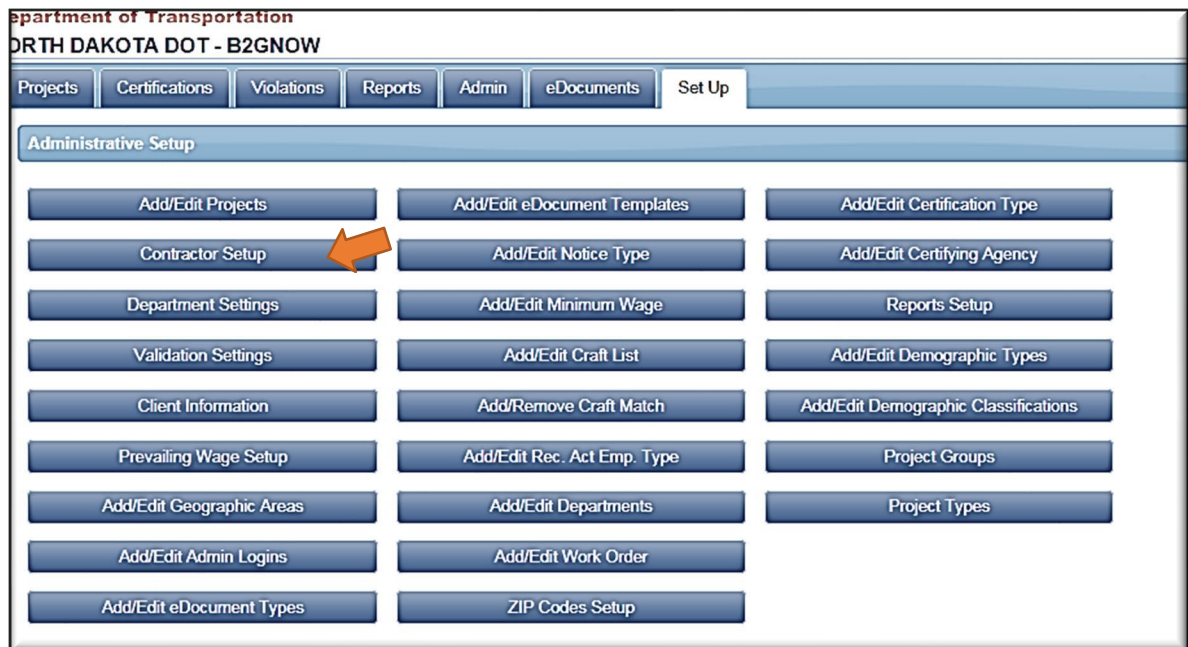 epartment of Transportation
ORTH DAKOTA DOT - B2GNOW
Projects Certifications Violations Reports Admin eDocuments Set Up
Administrative Setup
Add/Edit Projects Add/Edit eDocument Templates Add/Edit Certification Type
Contractor Setup Add/Edit Notice Type Add/Edit Certifying Agency
Department Settings Add/Edit Minimum Wage Reports Setup
Validation Settings Add/Edit Craft List Add/Edit Demographic Types
Client Information Add/Remove Craft Match Add/Edit Demographic Classifications
Prevailing Wage Setup Add/Edit Rec. Act Emp. Type Project Groups
Add/Edit Geographic Areas Add/Edit Departments Project Types
Add/Edit Admin Logins Add/Edit Work Order
Add/Edit eDocument Types ZIP Codes Setup